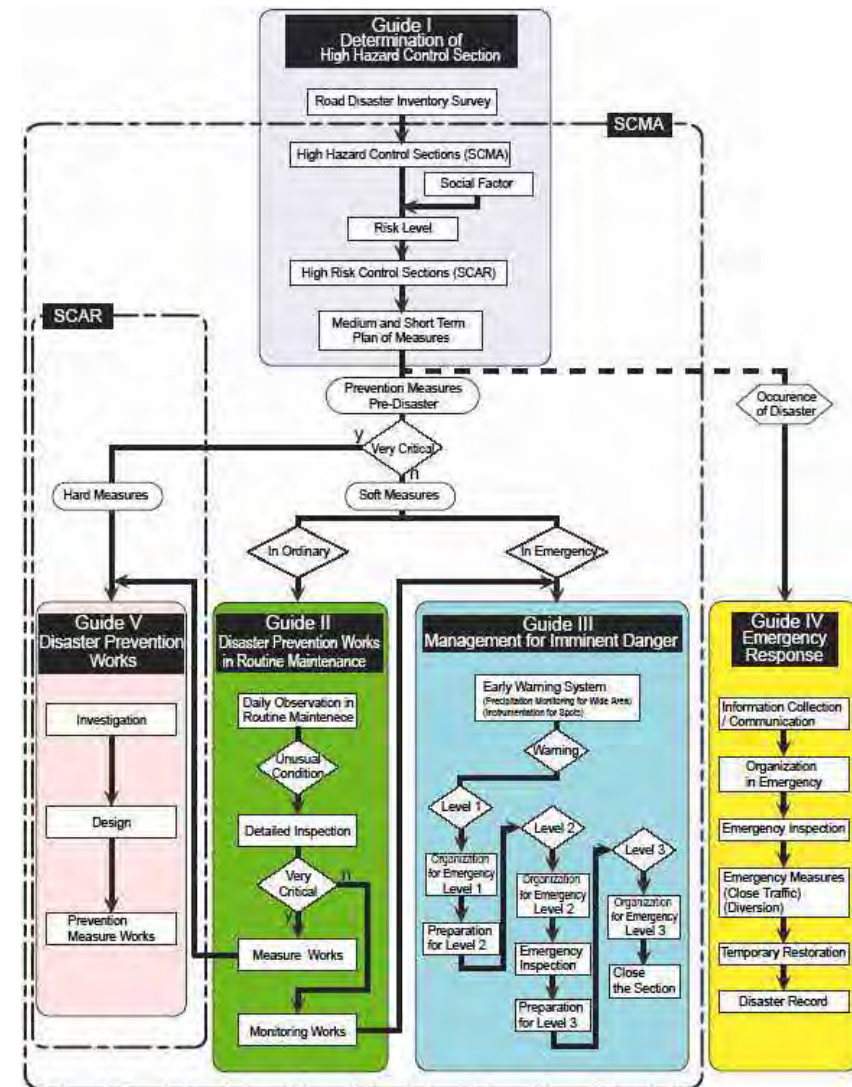 Guide I
Determination of
High Hazard Control Section
Road Disaster Inventory Survey
SCMA
High Hazard Control Sections (SCMA)
Social Factor
Risk Level
High Risk Control Sections (SCAR)
SCAR
Medium and Short Term
Plan of Measures
Prevention Measures
Pre-Disaster
Occurence
of Disaster
y
Very Critical
n
Hard Measures
Soft Measures
In Ordinary
In Emergency
Guide V
Disaster Prevention
Works
Investigation
Design
Prevention
Measure Works
Guide II
Disaster Prevention Works
in Routine Maintenance
Daily Observation in
Routine Maintenece
Unusual
Condition
Detailed Inspection
Very
Critical
n
y
Measure Works
Monitoring Works
Guide III
Management for Imminent Danger
Early Warning System
(Precipitation Monitoring for Wide Area)
(Instrumentation for Spots)
Warning
Level 1
Organization
for Emergency
Level 1
Preparation
for Level 2
Level 2
Organization
for Emergency
Level 2
Emergency
Inspection
Preparation
for Level 3
Level 3
Organization
for Emergency
Level 3
Close
the Section
Guide IV
Emergency
Response
Information Collection
/ Communication
Organization
in Emergency
Emergency Inspection
Emergency Measures
(Close Traffic)
(Diversion)
Temporary Restoration
Disaster Record